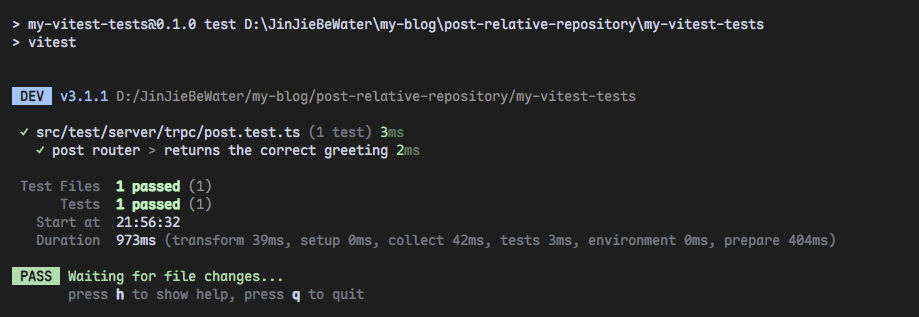 > my-vitest-tests@0.1.0 test D:\JinJieBeWater\my-blog\post-relative-repository\my-vitest-tests
> vitest
DEV v3.1.1 D:/JinJieBeWater/my-blog/post-relative-repository/my-vitest-tests
✓ src/test/server/trpc/post.test.ts (1 test) 3ms
✓ post router > returns the correct greeting 2ms
Test Files 1 passed (1)
Tests 1 passed (1)
Start at 21:56:32
Duration 973ms (transform 39ms, setup 0ms, collect 42ms, tests 3ms, environment 0ms, prepare 404ms)
PASS Waiting for file changes...
press h to show help, press q to quit